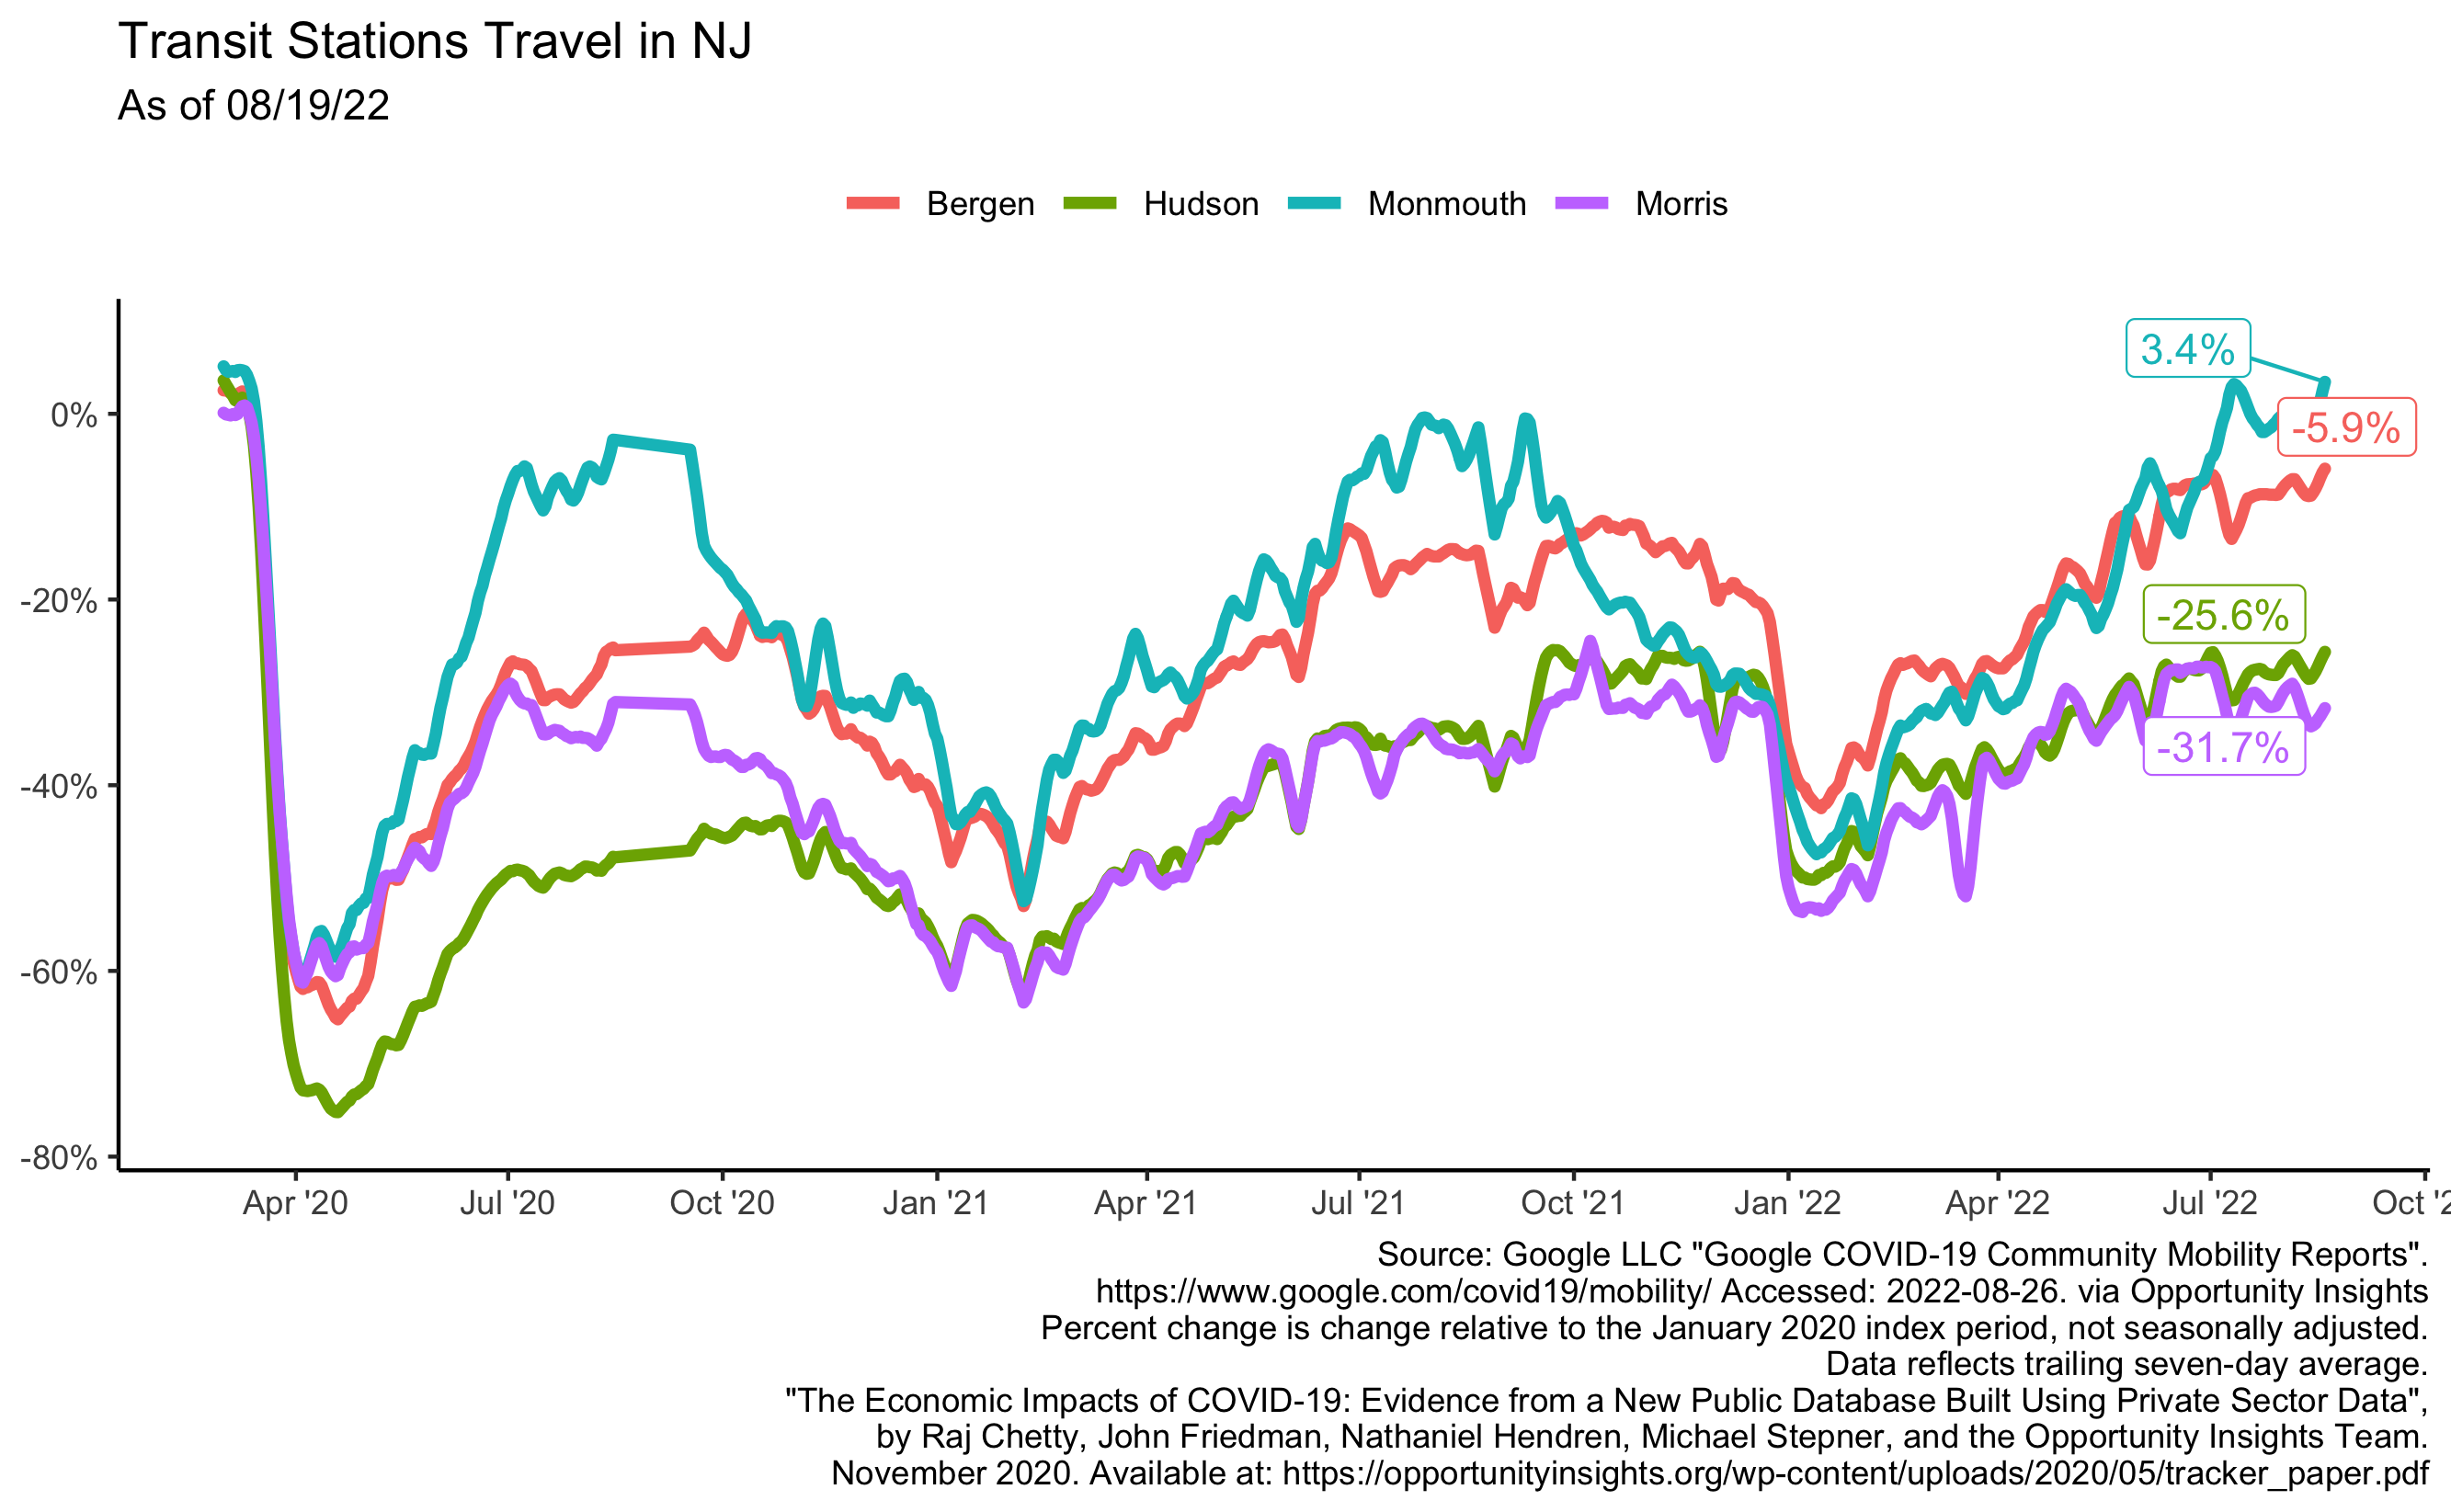 Transit Stations Travel in NJ
As of 08/19/22
Bergen Hudson Monmouth Morris
3.4%
0%
-5.9%
-20%
-25.6%
-31.7%
-40%
-60%
-80%
Apr '20 Jul '20 Oct '20 Jan '21 Apr '21 Jul '21 Oct '21 Jan '22 Apr '22 Jul '22 Oct '2
Source: Google LLC "Google COVID-19 Community Mobility Reports".
https://www.google.com/covid19/mobility/ Accessed: 2022-08-26. via Opportunity Insights
Percent change is change relative to the January 2020 index period, not seasonally adjusted.
Data reflects trailing seven-day average.
"The Economic Impacts of COVID-19: Evidence from a New Public Database Built Using Private Sector Data",
by Raj Chetty, John Friedman, Nathaniel Hendren, Michael Stepner, and the Opportunity Insights Team.
November 2020. Available at: https://opportunityinsights.org/wp-content/uploads/2020/05/tracker_paper.pdf